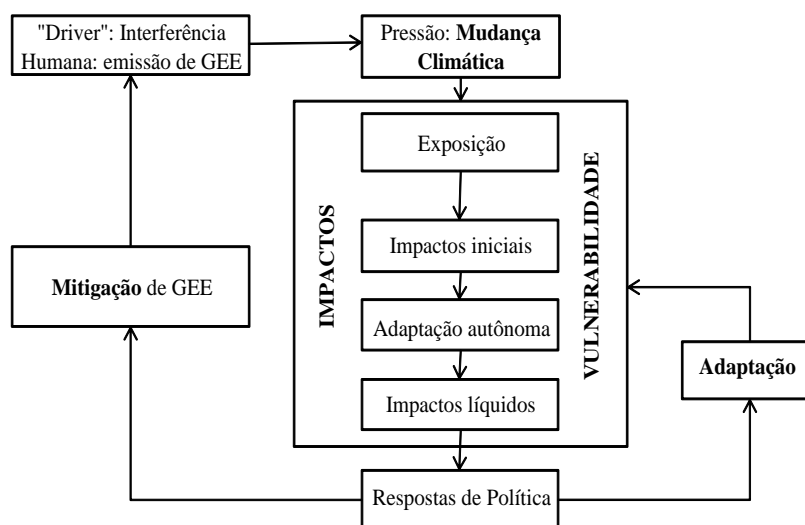 "Driver": Interferência
Humana: emissão de GEE
Pressão: Mudança
Climática
Exposição
IMPACTOS
VULNERABILIDADE
Impactos iniciais
Mitigação de GEE
Adaptação autônoma
Adaptação
Impactos líquidos
Respostas de Política